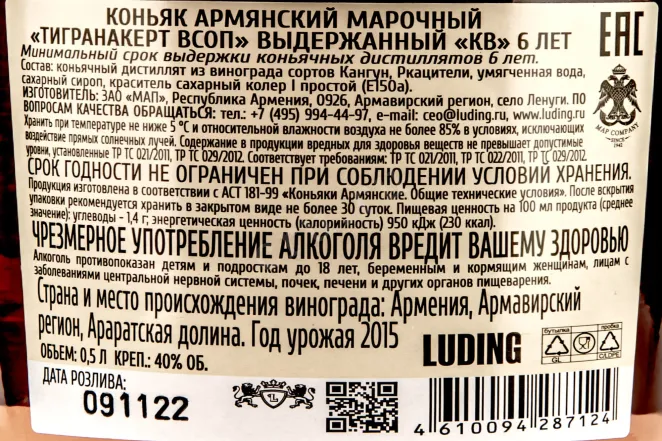 КОНЬЯК АРМЯНСКИЙ МАРОЧНЫЙ
«ТИГРАНАКЕРТ ВСОП» ВЫДЕРЖАННЫЙ «КВ» 6 ЛЕТ
Минимальный срок выдержки коньячных дистиллятов 6 лет.
Состав: коньячный дистиллят из винограда сортов Кангун, Ркацители, умягченная вода,
сахарный сироп, краситель сахарный колер I простой (Е150а).
ИЗГОТОВИТЕЛЬ: ЗАО «МАП», Республика Армения, 0926, Армавирский регион, село Ленуги. ПО
ВОПРОСАМ КАЧЕСТВА ОБРАЩАТЬСЯ: тел.: +7 (495) 994-44-97, e-mail: ceo@luding.ru, www.luding.ru
Хранить при температуре не ниже 5 °С и относительной влажности воздуха не более 85% в условиях, исключающих
воздействие прямых солнечных лучей. Содержание в продукции вредных для здоровья веществ не превышает допустимые
уровни, установленные ТР ТС 021/2011, ТР ТС 029/2012. Соответствует требованиям: ТР ТС 021/2011, ТР ТС 022/2011, ТР ТС 029/2012.
СРОК ГОДНОСТИ НЕ ОГРАНИЧЕН ПРИ СОБЛЮДЕНИИ УСЛОВИЙ ХРАНЕНИЯ.
Продукция изготовлена в соответствии с АСТ 181-99 «Коньяки Армянские. Общие технические условия». После вскрытия
упаковки рекомендуется хранить в закрытом виде не более 30 суток. Пищевая ценность на 100 мл продукта (среднее
значение): углеводы - 1,4 г; энергетическая ценность (калорийность) 950 кДж (230 ккал).
ЧРЕЗМЕРНОЕ УПОТРЕБЛЕНИЕ АЛКОГОЛЯ ВРЕДИТ ВАШЕМУ ЗДОРОВЬЮ
Алкоголь противопоказан детям и подросткам до 18 лет, беременным и кормящим женщинам, лицам с
заболеваниями центральной нервной системы, почек, печени и других органов пищеварения.
Страна и место происхождения винограда: Армения, Армавирский
регион, Араратская долина. Год урожая 2015
ОБЪЕМ: 0,5 Л КРЕП.: 40% ОБ.
ДАТА РОЗЛИВА:
091122
LUDING
бутылка
GL
пробка
C/LDPE
EAC
MAP COMPANY
SINCE
1942
L
4 610094 287124